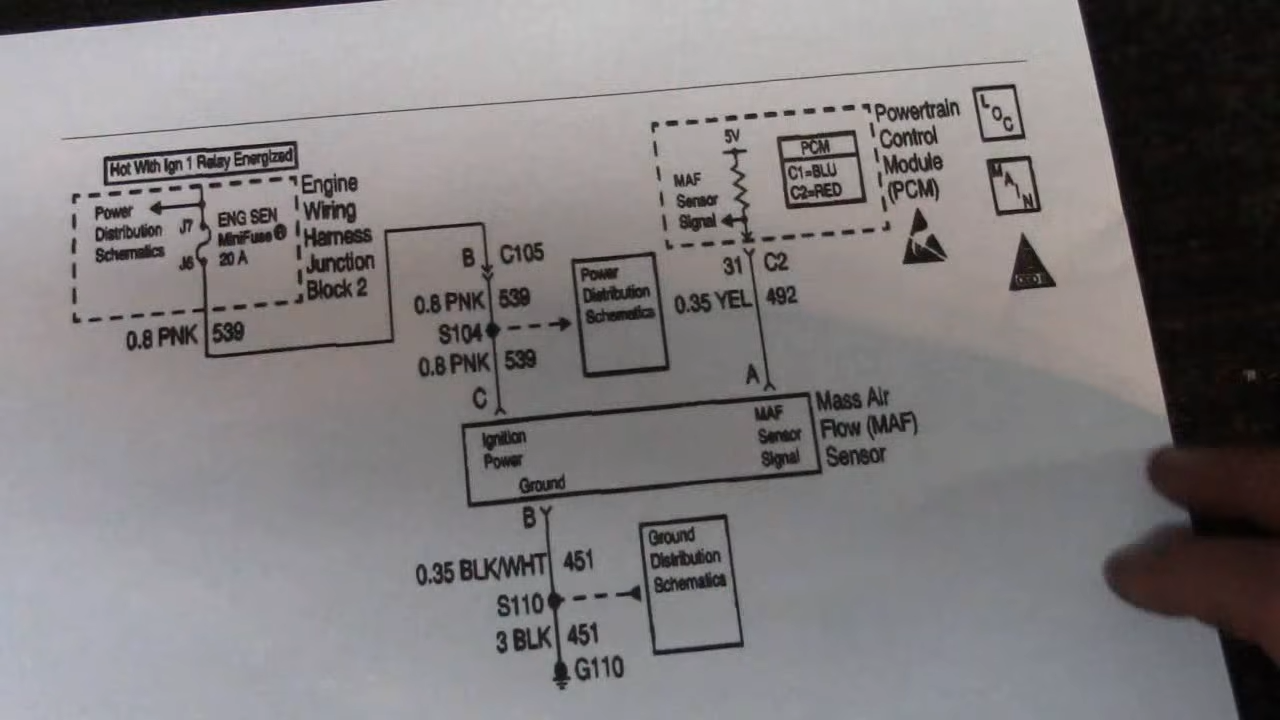 Hot With Ign 1 Relay Energized
Power
Distribution
Schematics
J7
J6
ENG SEN
MiniFuse ®
20 A
Engine
Wiring
Harness
Junction
Block 2
0.8 PNK 539
B C105
0.8 PNK 539
S104
0.8 PNK 539
C
Power
Distribution
Schematics
5V
MAF
Sensor
Signal
PCM
C1=BLU
C2=RED
Powertrain
Control
Module
(PCM)
LOC
MAIN
31 C2
0.35 YEL 492
A
Ignition
Power
Ground
MAF
Sensor
Signal
Mass Air
Flow (MAF)
Sensor
B
0.35 BLK/WHT 451
S110
3 BLK 451
G110
Ground
Distribution
Schematics